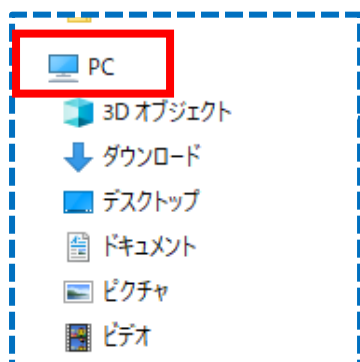 PC
3D オブジェクト
ダウンロード
デスクトップ
ドキュメント
ピクチャ
ビデオ